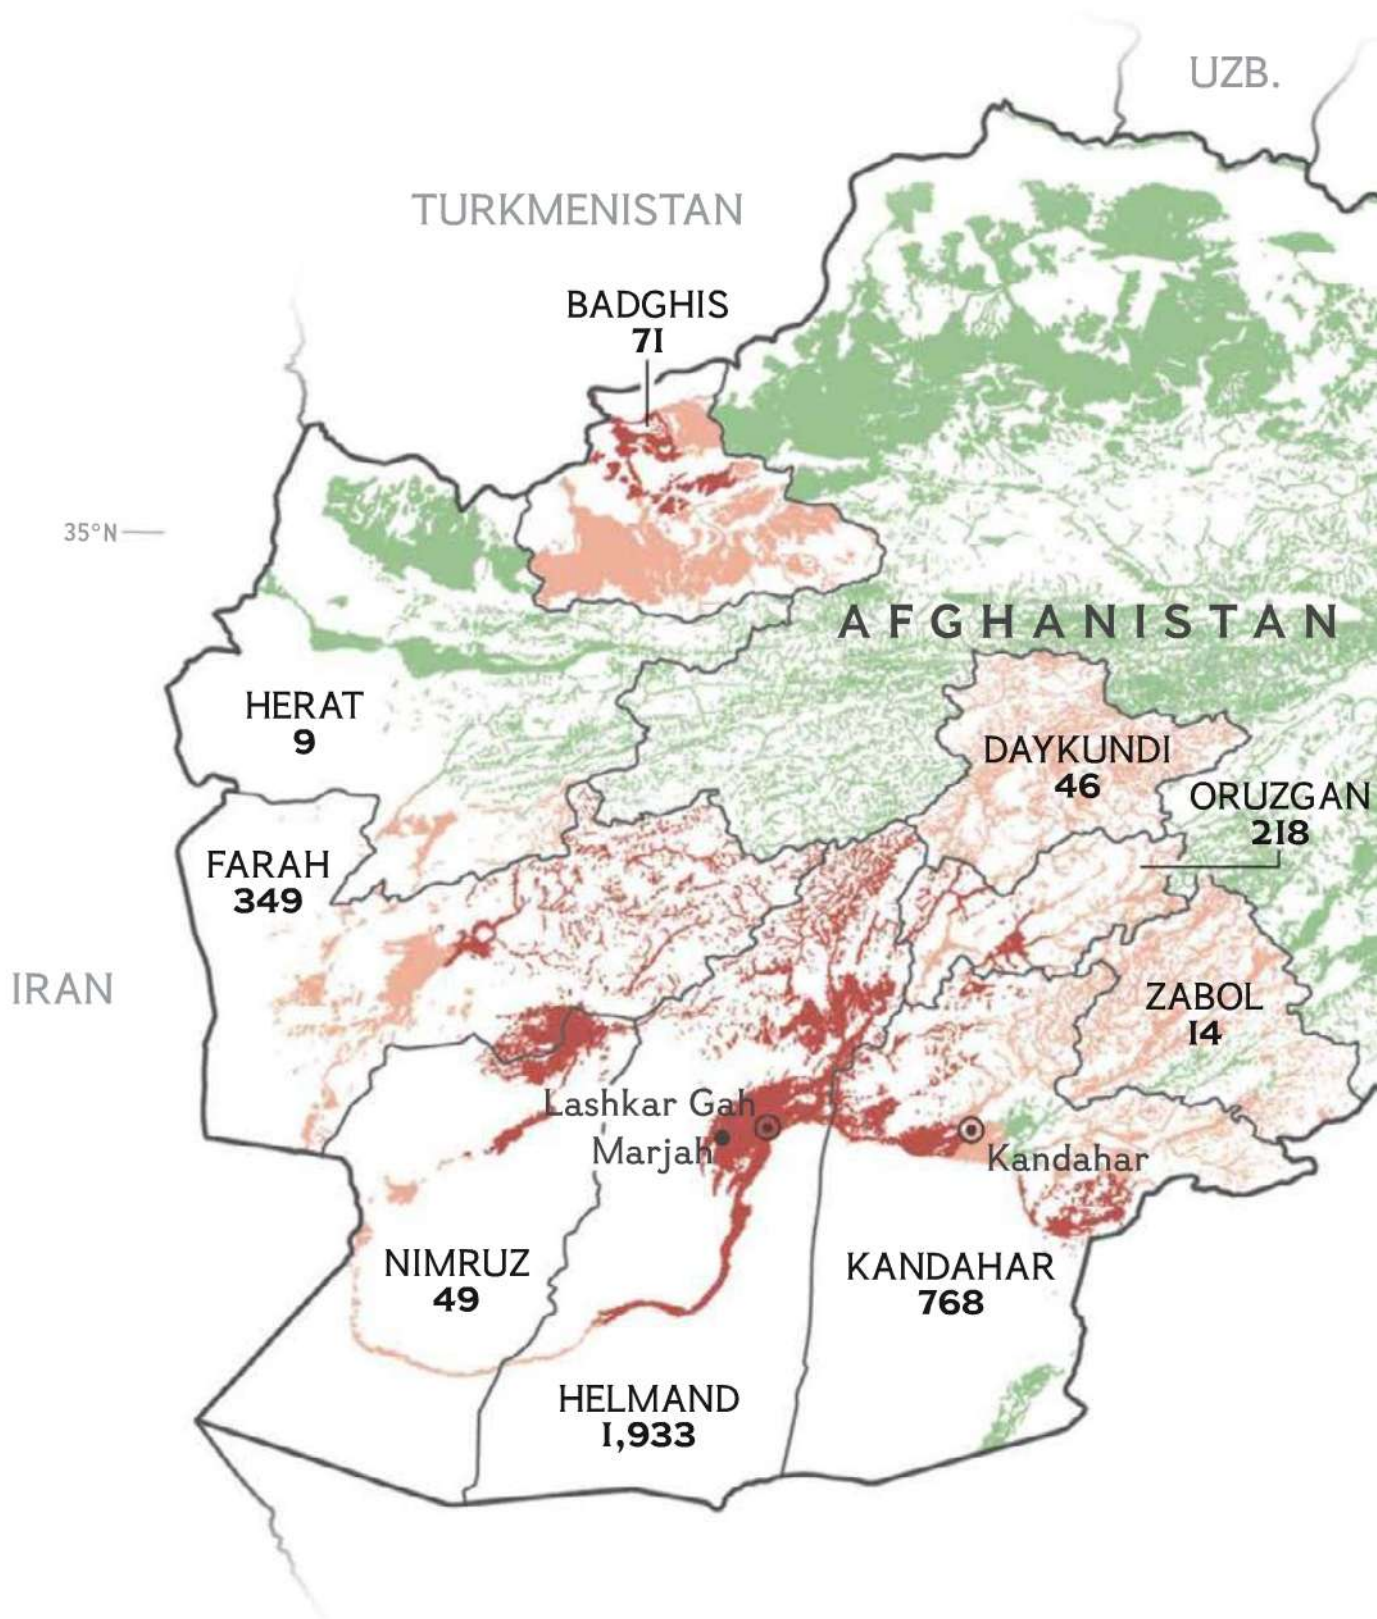 UZB.
TURKMENISTAN
BADGHIS
71
35°N
AFGHANISTAN
HERAT
9
DAYKUNDI
46
ORUZGAN
218
FARAH
349
IRAN
ZABOL
14
Lashkar Gah
Marjah
Kandahar
NIMRUZ
49
KANDAHAR
768
HELMAND
1,933